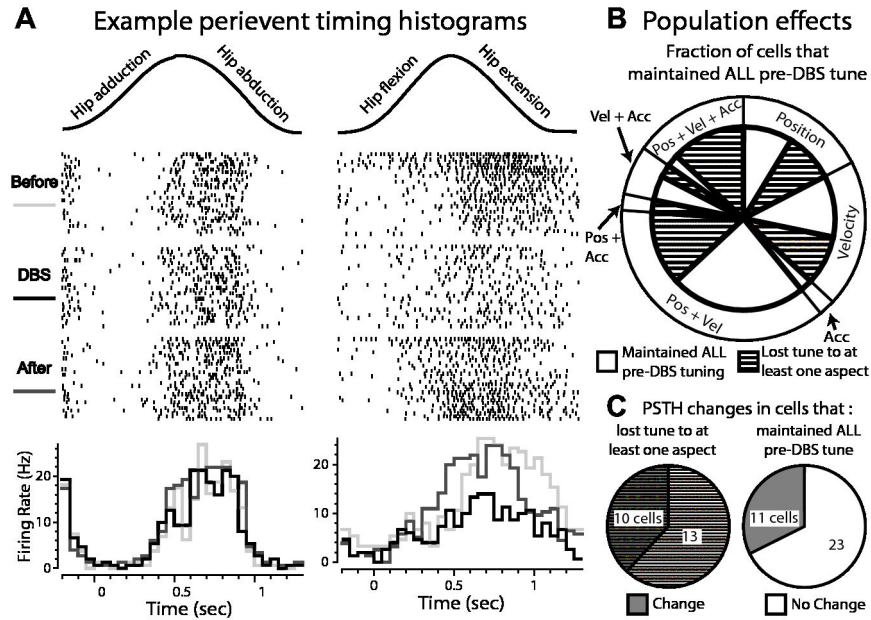 A Example perievent timing histograms
Hip adduction
Hip abduction
Hip flexion
Hip extension
Before
DBS
After
Firing Rate (Hz)
20
10
0
0
0.5
1
Time (sec)
20
10
0
0
0.5
1
Time (sec)
B Population effects
Fraction of cells that
maintained ALL pre-DBS tune
Vel + Acc
Pos + Vel + Acc
Position
Velocity
Pos +
Acc
Pos + Vel
Acc
Maintained ALL
pre-DBS tuning
Lost tune to at
least one aspect
C PSTH changes in cells that :
lost tune to at
least one aspect
maintained ALL
pre-DBS tune
10 cells
13
11 cells
23
Change
No Change